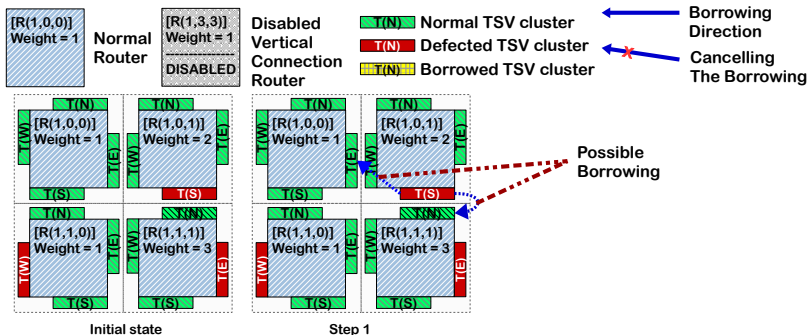 [R(1,0,0)]
Weight = 1
Normal
Router
[R(1,3,3)]
Weight = 1
DISABLED
Disabled
Vertical
Connection
Router
T(N) Normal TSV cluster
T(N) Defected TSV cluster
T(N) Borrowed TSV cluster
Borrowing
Direction
X
Cancelling
The Borrowing
T(N)
T(N)
T(W)
[R(1,0,0)]
Weight = 1
T(E)
T(W)
[R(1,0,1)]
Weight =2
T(E)
T(S)
T(S)
T(N)
T(N)
T(W)
[R(1,1,0)]
Weight = 1
T(E)
T(W)
[R(1,1,1)]
Weight = 3
T(E)
T(S)
T(S)
Initial state
T(N)
T(N)
T(W)
[R(1,0,0)]
Weight = 1
T(E)
T(W)
[R(1,0,1)]
Weight =2
T(E)
T(S)
T(S)
T(N)
T(N)
T(W)
[R(1,1,0)]
Weight = 1
T(E)
T(W)
[R(1,1,1)]
Weight = 3
T(E)
T(S)
T(S)
Step 1
Possible
Borrowing